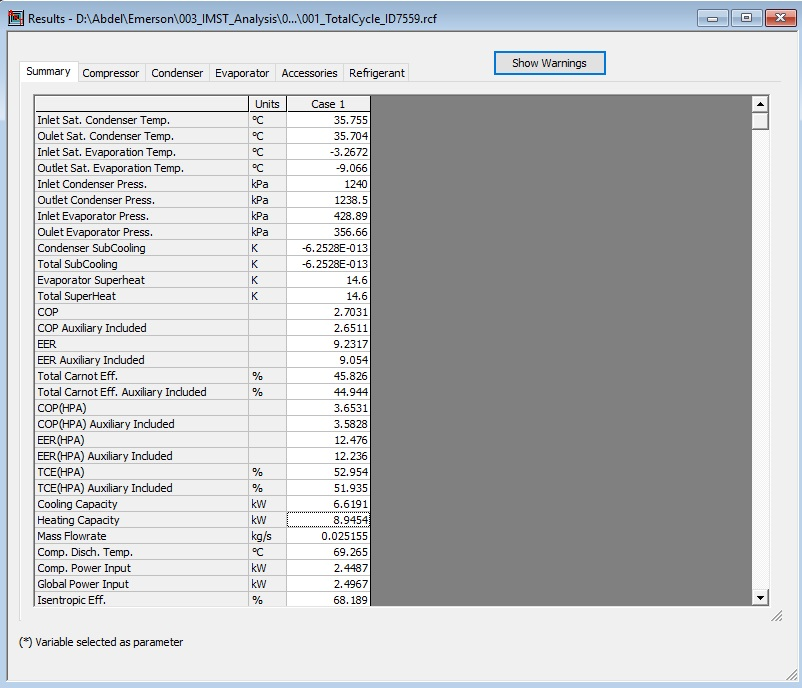 Results - D:\Abdel\Emerson\003_IMST_Analysis\0...\001_TotalCycle_ID7559.rcf
Show Warnings
Summary Compressor Condenser Evaporator Accessories Refrigerant
Units Case 1
Inlet Sat. Condenser Temp. ºC 35.755
Oulet Sat. Condenser Temp. ºC 35.704
Inlet Sat. Evaporation Temp. ºC -3.2672
Outlet Sat. Evaporation Temp. ºC -9.066
Inlet Condenser Press. kPa 1240
Outlet Condenser Press. kPa 1238.5
Inlet Evaporator Press. kPa 428.89
Oulet Evaporator Press. kPa 356.66
Condenser SubCooling K -6.2528E-013
Total SubCooling K -6.2528E-013
Evaporator Superheat K 14.6
Total SuperHeat K 14.6
COP 2.7031
COP Auxiliary Included 2.6511
EER 9.2317
EER Auxiliary Included 9.054
Total Carnot Eff. % 45.826
Total Carnot Eff. Auxiliary Included % 44.944
COP(HPA) 3.6531
COP(HPA) Auxiliary Included 3.5828
EER(HPA) 12.476
EER(HPA) Auxiliary Included 12.236
TCE(HPA) % 52.954
TCE(HPA) Auxiliary Included % 51.935
Cooling Capacity kW 6.6191
Heating Capacity kW 8.9454
Mass Flowrate kg/s 0.025155
Comp. Disch. Temp. ºC 69.265
Comp. Power Input kW 2.4487
Global Power Input kW 2.4967
Isentropic Eff. % 68.189
(*) Variable selected as parameter